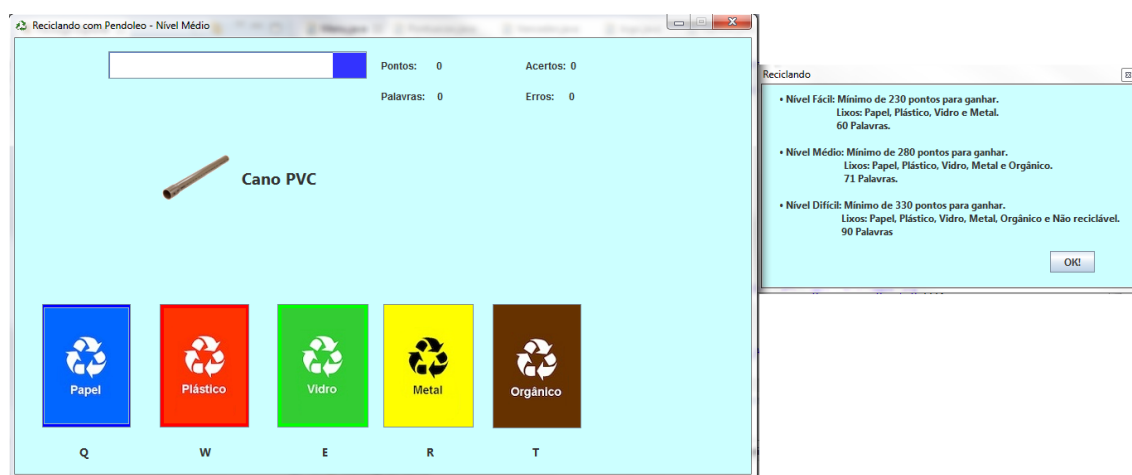 Reciclando com Pendoleo - Nível Médio
Pontos: 0 Acertos: 0
Palavras: 0 Erros: 0
Cano PVC
Papel Plástico Vidro Metal Orgânico
Q W E R T
Reciclando
• Nível Fácil: Mínimo de 230 pontos para ganhar.
Lixos: Papel, Plástico, Vidro e Metal.
60 Palavras.
• Nível Médio: Mínimo de 280 pontos para ganhar.
Lixos: Papel, Plástico, Vidro, Metal e Orgânico.
71 Palavras.
• Nível Difícil: Mínimo de 330 pontos para ganhar.
Lixos: Papel, Plástico, Vidro, Metal, Orgânico e Não reciclável.
90 Palavras
OK!